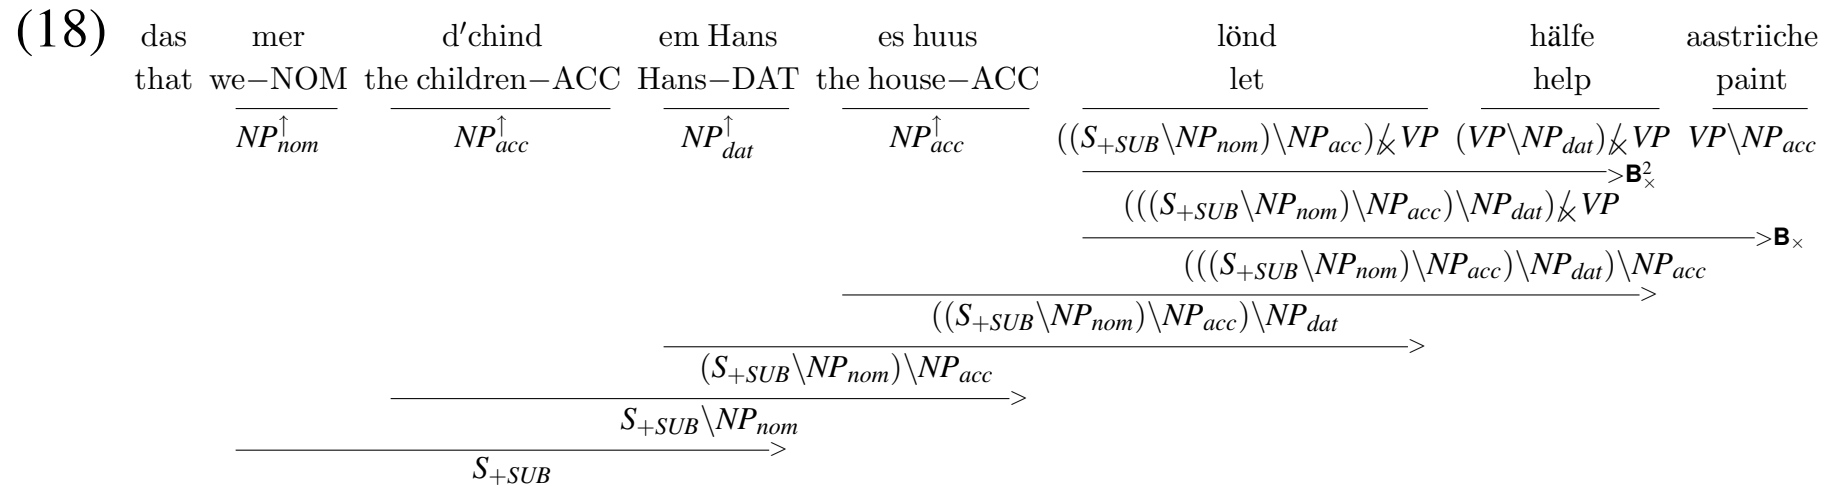 (18) das mer d′chind em Hans es huus lönd hälfe aastriiche
that we−NOM the children−ACC Hans−DAT the house−ACC let help paint
NP↑nom NP↑acc NP↑dat NP↑acc ((S+SUB\NPnom)\NPacc)/×VP (VP\NPdat)/×VP VP\NPacc
>B²×
(((S+SUB\NPnom)\NPacc)\NPdat)/×VP
>B×
(((S+SUB\NPnom)\NPacc)\NPdat)\NPacc
>
((S+SUB\NPnom)\NPacc)\NPdat
>
(S+SUB\NPnom)\NPacc
>
S+SUB\NPnom
>
S+SUB